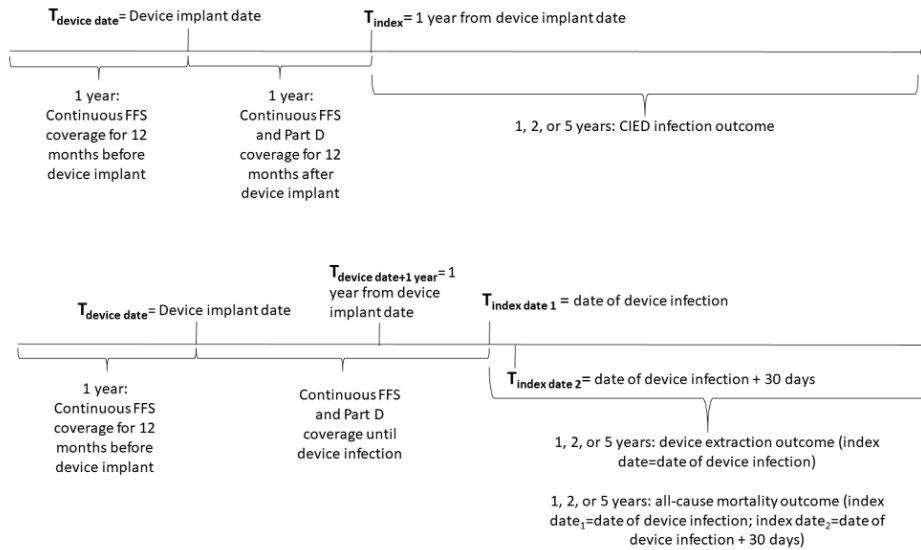 T device date= Device implant date
T index= 1 year from device implant date
1 year:
Continuous FFS
coverage for 12
months before
device implant
1 year:
Continuous FFS
and Part D
coverage for 12
months after
device implant
1, 2, or 5 years: CIED infection outcome
T device date+1 year= 1
year from device
implant date
T device date= Device implant date
T index date 1 = date of device infection
T index date 2= date of device infection + 30 days
1 year:
Continuous FFS
coverage for 12
months before
device implant
Continuous FFS
and Part D
coverage until
device infection
1, 2, or 5 years: device extraction outcome (index
date=date of device infection)
1, 2, or 5 years: all-cause mortality outcome (index
date₁=date of device infection; index date₂=date of
device infection + 30 days)